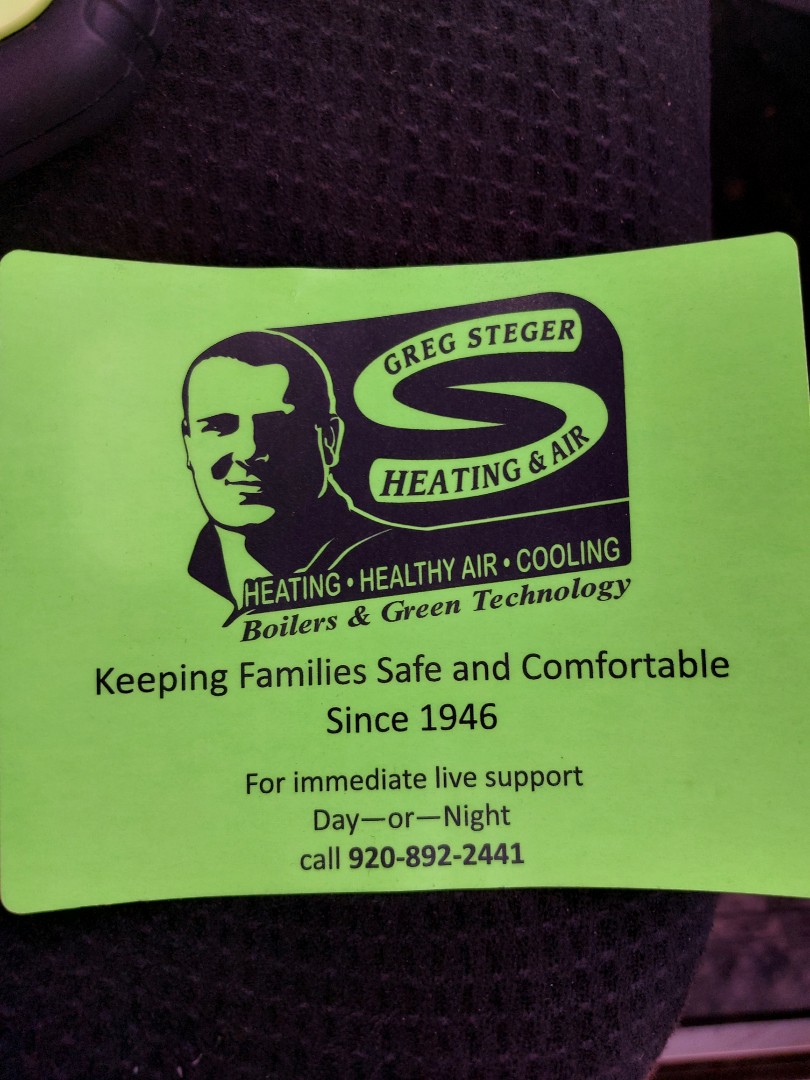 GREG STEGER
HEATING & AIR
HEATING • HEALTHY AIR • COOLING
Boilers & Green Technology
Keeping Families Safe and Comfortable
Since 1946
For immediate live support
Day—or—Night
call 920-892-2441